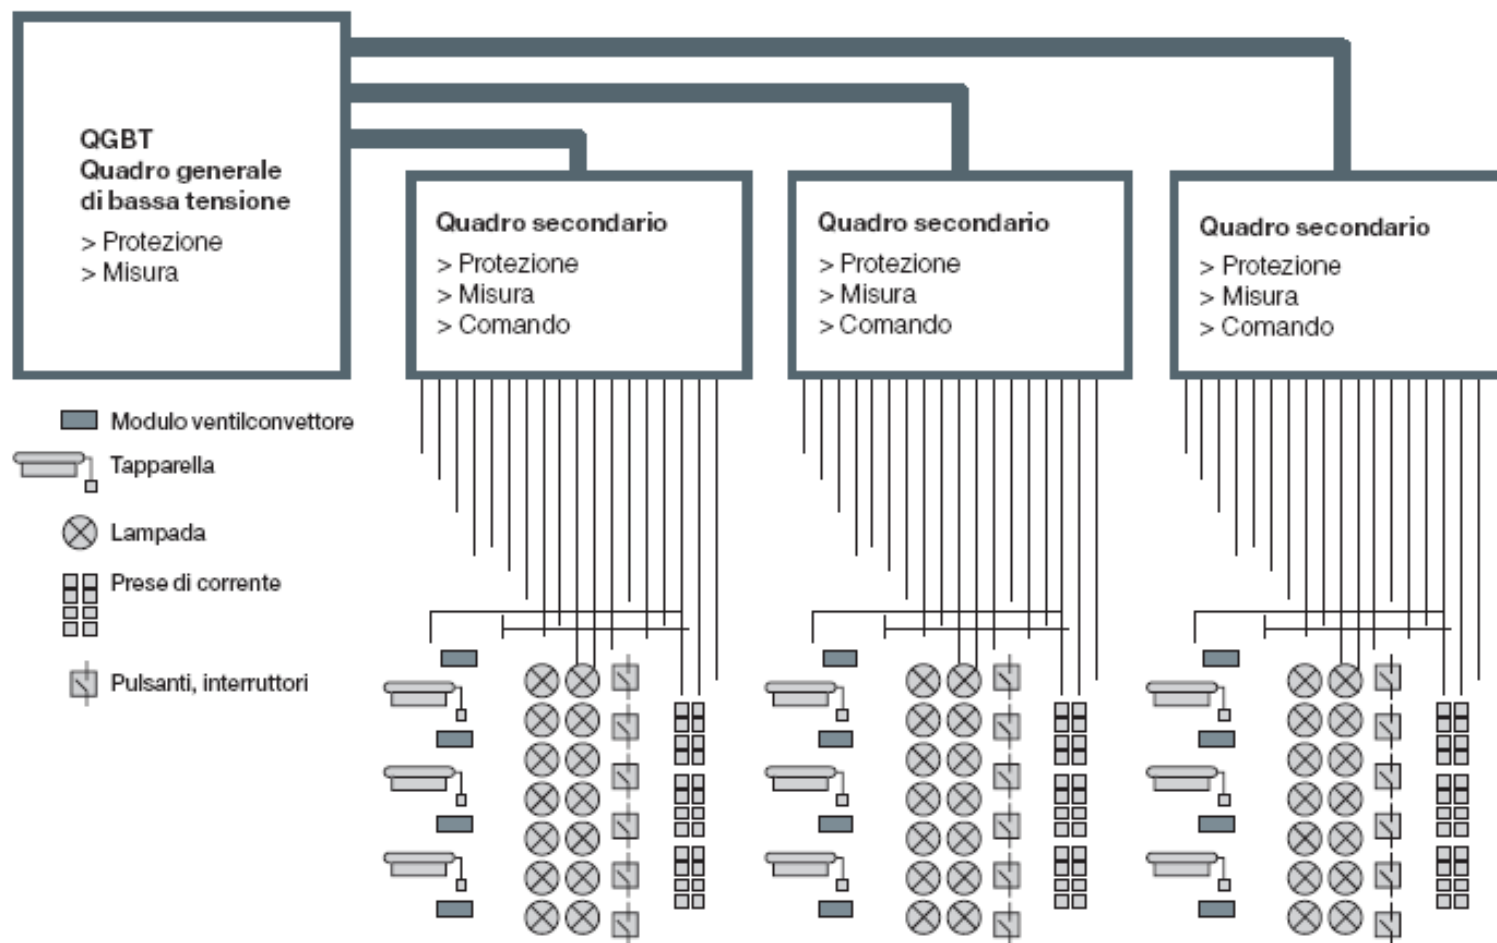 QGBT
Quadro generale
di bassa tensione
> Protezione
> Misura
Quadro secondario
> Protezione
> Misura
> Comando
Quadro secondario
> Protezione
> Misura
> Comando
Quadro secondario
> Protezione
> Misura
> Comando
Modulo ventilconvettore
Tapparella
Lampada
Prese di corrente
Pulsanti, interruttori